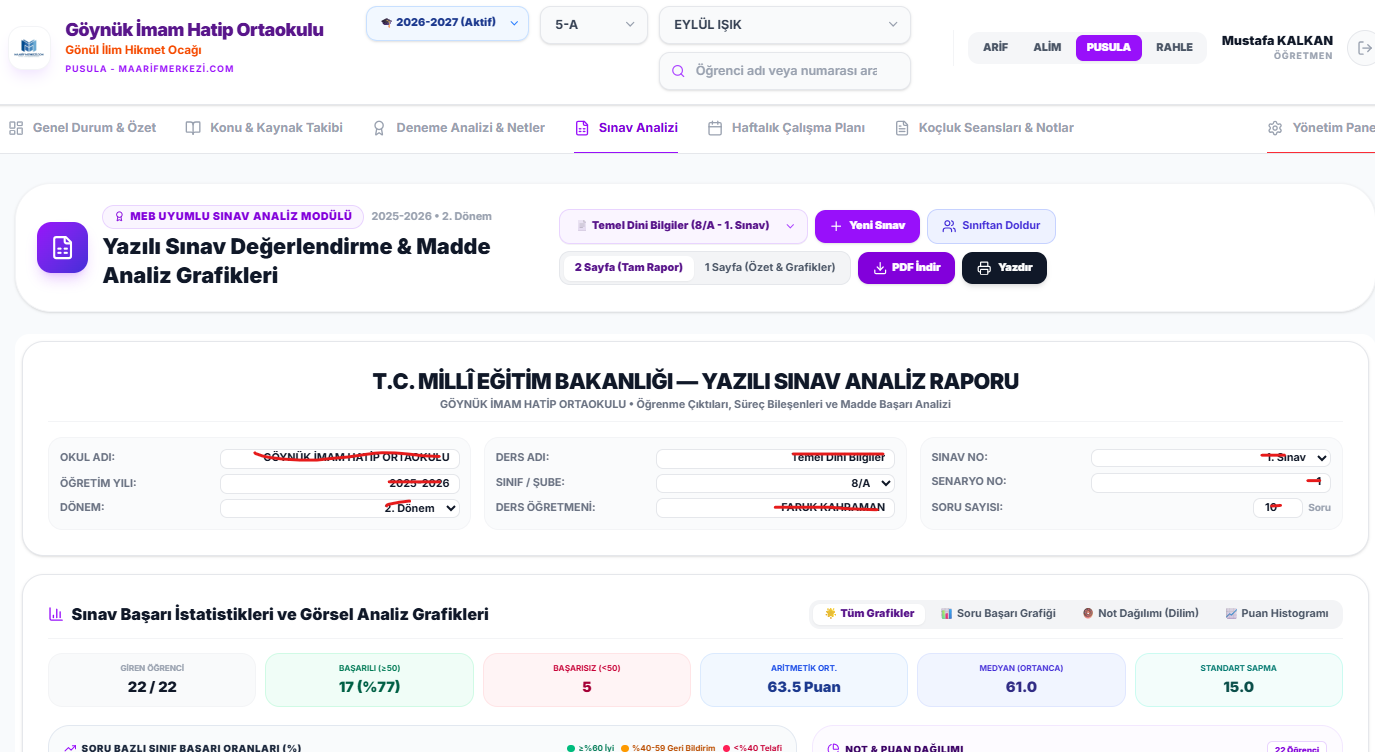 Göynük İmam Hatip Ortaokulu
Gönül İlim Hikmet Ocağı
PUSULA - MAARİFMERKEZİ.COM
2026-2027 (Aktif)
5-A
EYLÜL IŞIK
Öğrenci adı veya numarası ara
ARİF ALİM PUSULA RAHLE
Mustafa KALKAN
ÖĞRETMEN
Genel Durum & Özet Konu & Kaynak Takibi Deneme Analizi & Netler Sınav Analizi Haftalık Çalışma Planı Koçluk Seansları & Notlar Yönetim Pane
MEB UYUMLU SINAV ANALİZ MODÜLÜ 2025-2026 • 2. Dönem
Yazılı Sınav Değerlendirme & Madde
Analiz Grafikleri
Temel Dini Bilgiler (8/A - 1. Sınav) + Yeni Sınav Sınıftan Doldur
2 Sayfa (Tam Rapor) 1 Sayfa (Özet & Grafikler) PDF İndir Yazdır
T.C. MİLLÎ EĞİTİM BAKANLIĞI — YAZILI SINAV ANALİZ RAPORU
GÖYNÜK İMAM HATİP ORTAOKULU • Öğrenme Çıktıları, Süreç Bileşenleri ve Madde Başarı Analizi
OKUL ADI: GÖYNÜK İMAM HATİP ORTAOKULU
ÖĞRETİM YILI: 2025-2026
DÖNEM: 2. Dönem
DERS ADI: Temel Dini Bilgiler
SINIF / ŞUBE: 8/A
DERS ÖĞRETMENİ: FARUK KAHRAMAN
SINAV NO: 1. Sınav
SENARYO NO: 1
SORU SAYISI: 10 Soru
Sınav Başarı İstatistikleri ve Görsel Analiz Grafikleri
Tüm Grafikler Soru Başarı Grafiği Not Dağılımı (Dilim) Puan Histogramı
GİREN ÖĞRENCİ
22 / 22
BAŞARILI (≥50)
17 (%77)
BAŞARISIZ (<50)
5
ARİTMETİK ORT.
63.5 Puan
MEDYAN (ORTANCA)
61.0
STANDART SAPMA
15.0
SORU BAZLI SINIF BAŞARI ORANLARI (%)
≥%60 İyi %40-59 Geri Bildirim <%40 Telafi
NOT & PUAN DAĞILIMI
22 Öğrenci